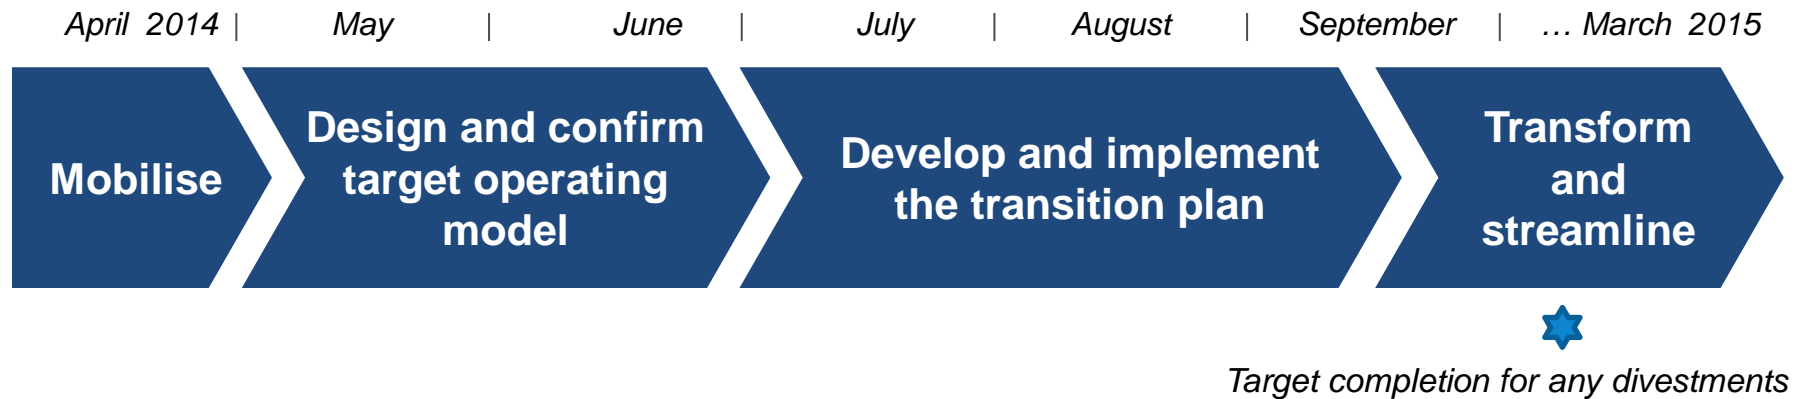 April 2014 | May | June | July | August | September | … March 2015
Mobilise
Design and confirm
target operating
model
Develop and implement
the transition plan
Transform
and
streamline
Target completion for any divestments